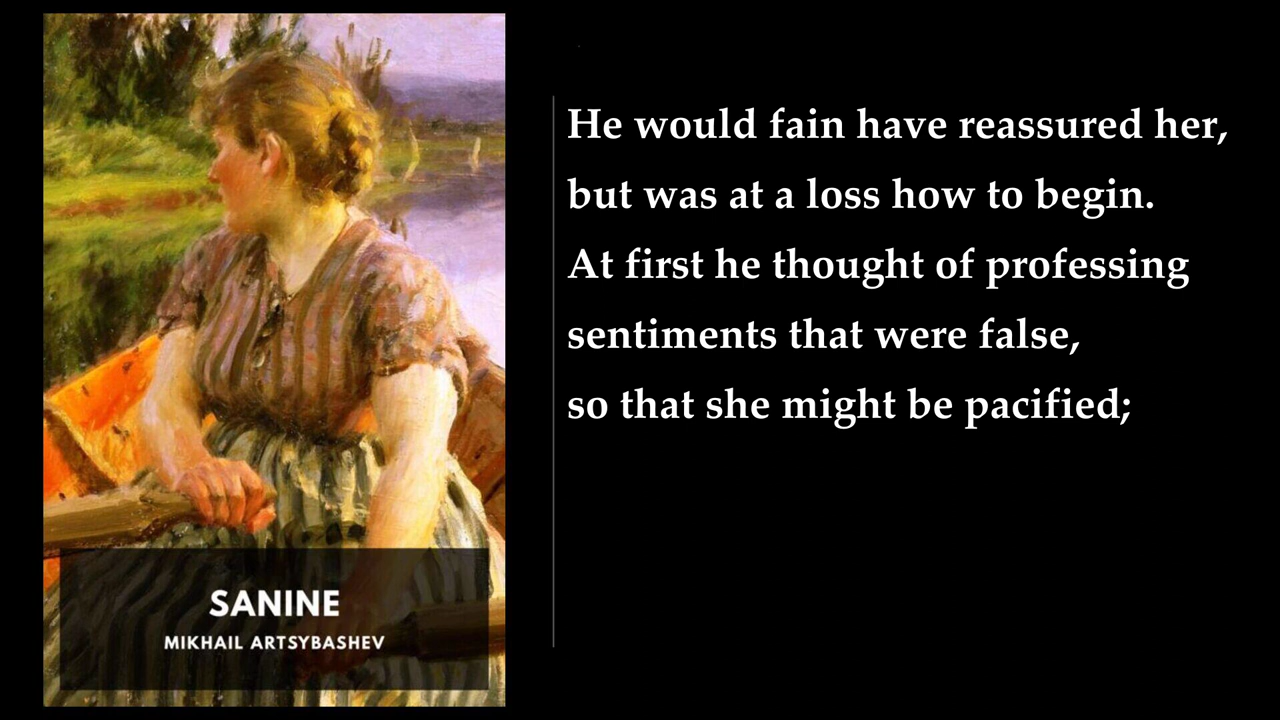 He would fain have reassured her,
but was at a loss how to begin.
At first he thought of professing
sentiments that were false,
so that she might be pacified;
SANINE
MIKHAIL ARTSYBASHEV